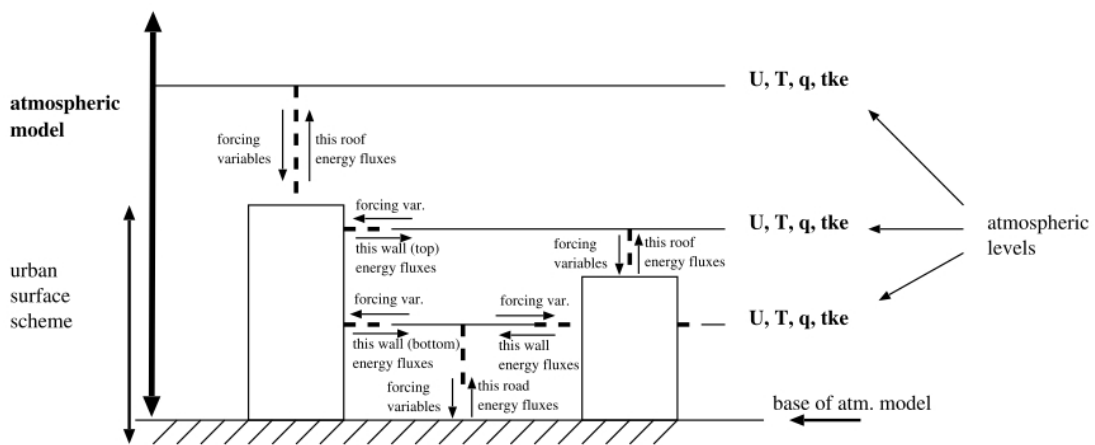 U, T, q, tke
atmospheric
model
forcing
variables
this roof
energy fluxes
forcing var.
this wall (top)
energy fluxes
U, T, q, tke
atmospheric
levels
forcing
variables
this roof
energy fluxes
urban
surface
scheme
forcing var.
forcing var.
U, T, q, tke
this wall (bottom)
energy fluxes
this wall
energy fluxes
forcing
variables
this road
energy fluxes
base of atm. model